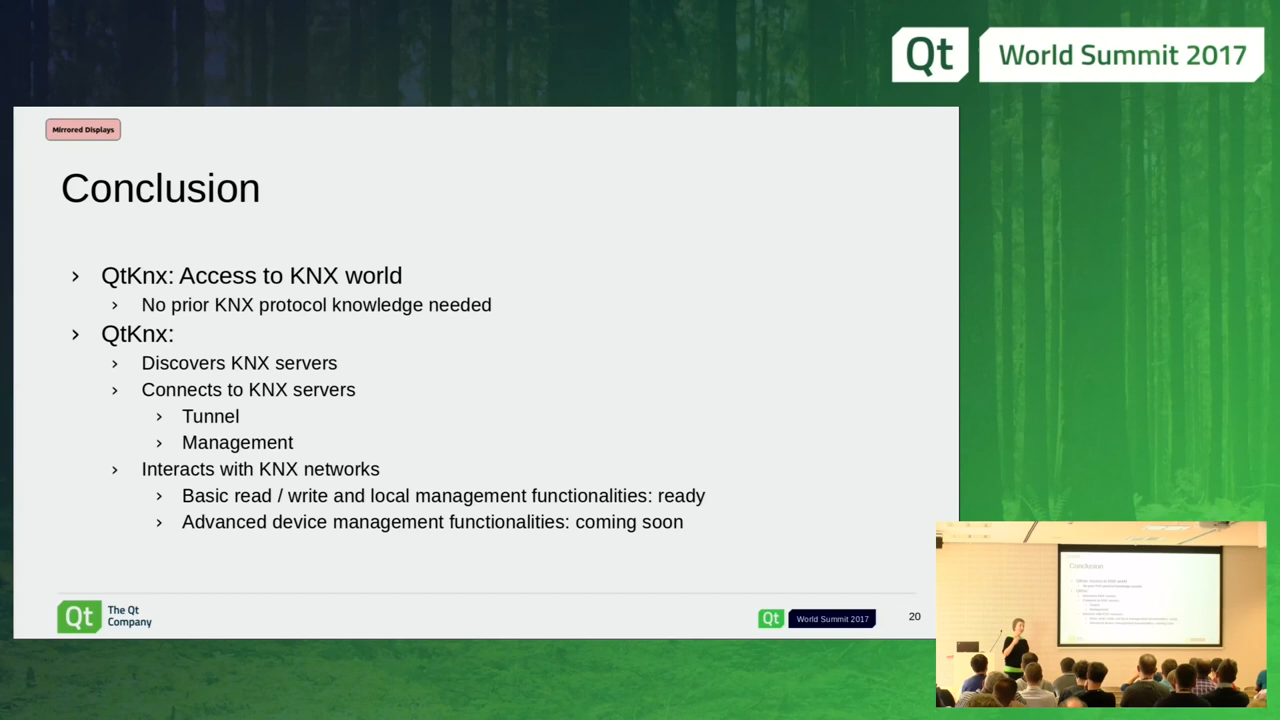 Qt World Summit 2017
Mirrored Displays
Conclusion
› QtKnx: Access to KNX world
› No prior KNX protocol knowledge needed
› QtKnx:
› Discovers KNX servers
› Connects to KNX servers
› Tunnel
› Management
› Interacts with KNX networks
› Basic read / write and local management functionalities: ready
› Advanced device management functionalities: coming soon
Qt The Qt
Company
Qt World Summit 2017
20
Conclusion